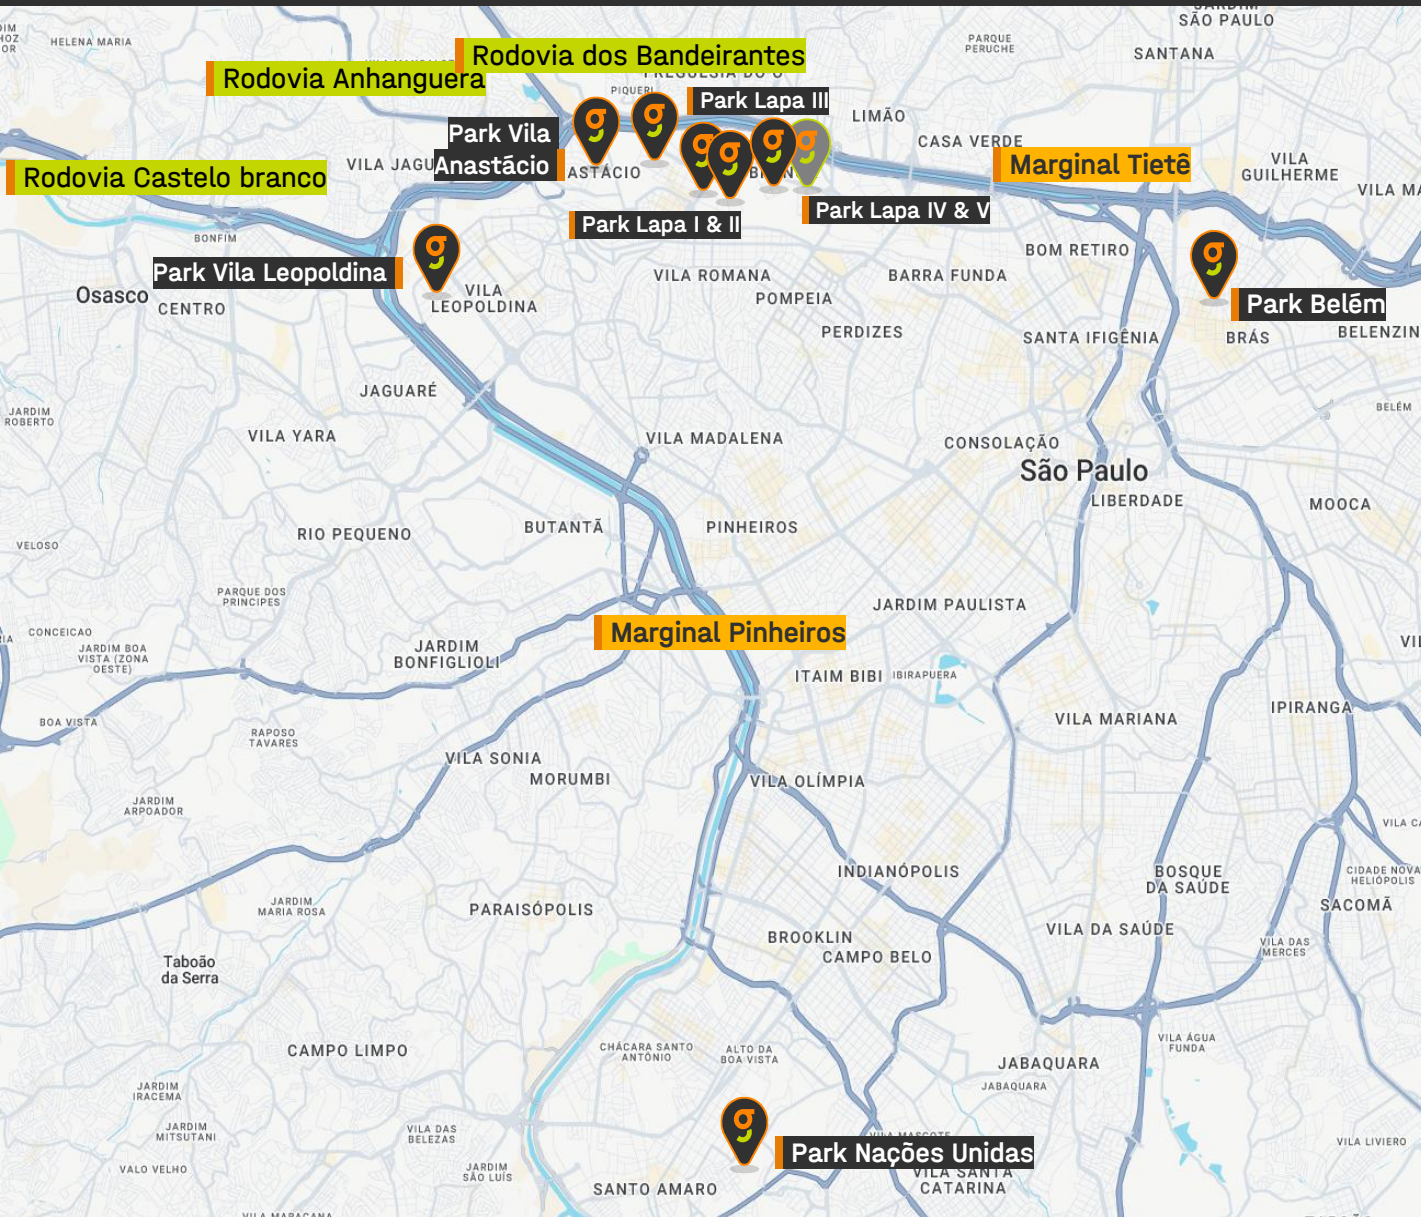 JARDIM
SÃO PAULO
HELENA MARIA
PARQUE
PERUCHE
SANTANA
Rodovia dos Bandeirantes
Rodovia Anhanguera
PIQUERI
Park Lapa III
LIMÃO
CASA VERDE
Park Vila
Anastácio
VILA JAGU
ASTÁCIO
Marginal Tietê
VILA
GUILHERME
VILA MA
Rodovia Castelo branco
Park Lapa I & II
Park Lapa IV & V
BONFIM
BOM RETIRO
Park Vila Leopoldina
VILA
LEOPOLDINA
VILA ROMANA
BARRA FUNDA
Osasco
CENTRO
POMPEIA
Park Belém
PERDIZES
SANTA IFIGÊNIA
BRÁS
BELENZIN
JAGUARÉ
JARDIM
ROBERTO
BELÉM
VILA YARA
VILA MADALENA
CONSOLAÇÃO
São Paulo
LIBERDADE
MOOCA
RIO PEQUENO
BUTANTÃ
PINHEIROS
VELOSO
PARQUE DOS
PRINCIPES
JARDIM PAULISTA
CONCEICAO
Marginal Pinheiros
JARDIM BOA
VISTA (ZONA
OESTE)
JARDIM
BONFIGLIOLI
VII
ITAIM BIBI
IBIRAPUERA
BOA VISTA
VILA MARIANA
IPIRANGA
RAPOSO
TAVARES
VILA SONIA
MORUMBI
VILA OLÍMPIA
JARDIM
ARPOADOR
VILA CA
INDIANÓPOLIS
BOSQUE
DA SAÚDE
CIDADE NOVA
HELIÓPOLIS
JARDIM
MARIA ROSA
PARAISÓPOLIS
SACOMÃ
BROOKLIN
CAMPO BELO
VILA DA SAÚDE
VILA DAS
MERCES
Taboão
da Serra
CAMPO LIMPO
CHÁCARA SANTO
ANTÔNIO
ALTO DA
BOA VISTA
VILA ÁGUA
FUNDA
JABAQUARA
JABAQUARA
JARDIM
IRACEMA
JARDIM
MITSUTANI
VILA DAS
BELEZAS
VILA MASCOTE
Park Nações Unidas
VILA LIVIERO
VALO VELHO
JARDIM
SÃO LUÍS
SANTO AMARO
VILA SANTA
CATARINA